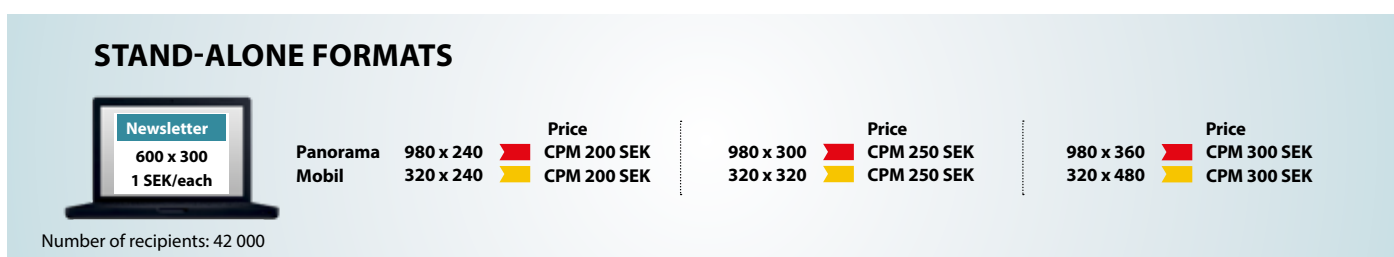 STAND-ALONE FORMATS
Newsletter
600 x 300
1 SEK/each
Number of recipients: 42 000
Price
Panorama 980 x 240 CPM 200 SEK
Mobil 320 x 240 CPM 200 SEK
Price
980 x 300 CPM 250 SEK
320 x 320 CPM 250 SEK
Price
980 x 360 CPM 300 SEK
320 x 480 CPM 300 SEK